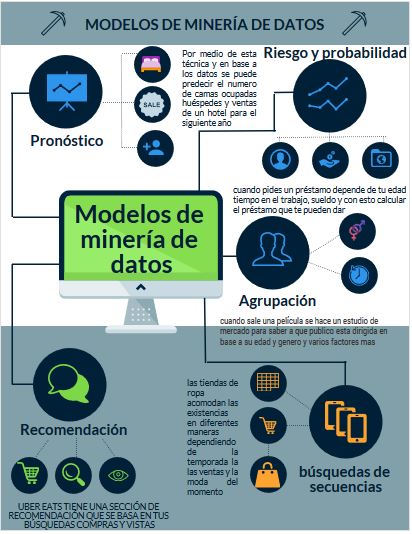 MODELOS DE MINERÍA DE DATOS
Por medio de esta
técnica y en base a
los datos se puede
predecir el numero
de camas ocupadas
huéspedes y ventas
de un hotel para el
siguiente año
SALE
Pronóstico
Riesgo y probabilidad
cuando pides un préstamo depende de tu edad
tiempo en el trabajo, sueldo y con esto calcular
el préstamo que te pueden dar
Modelos de
minería de
datos
Agrupación
cuando sale una película se hace un estudio de
mercado para saber a que publico esta dirigida en
base a su edad y genero y varios factores mas
Recomendación
UBER EATS TIENE UNA SECCIÓN DE
RECOMENDACIÓN QUE SE BASA EN TUS
BÚSQUEDAS COMPRAS Y VISTAS
las tiendas de
ropa
acomodan las
existencias
en diferentes
maneras
dependiendo
de la
temporada la
las ventas y la
moda del
momento
búsquedas de
secuencias